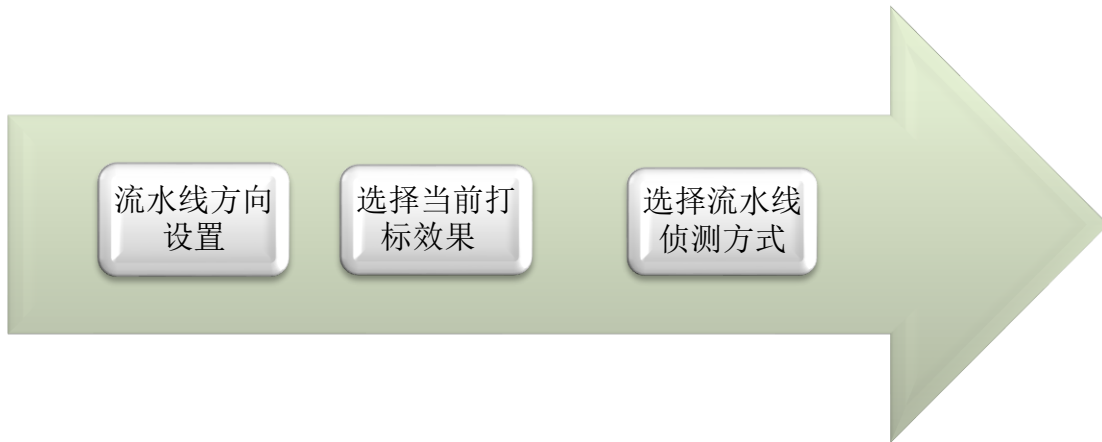 流水线方向
设置
选择当前打
标效果
选择流水线
侦测方式